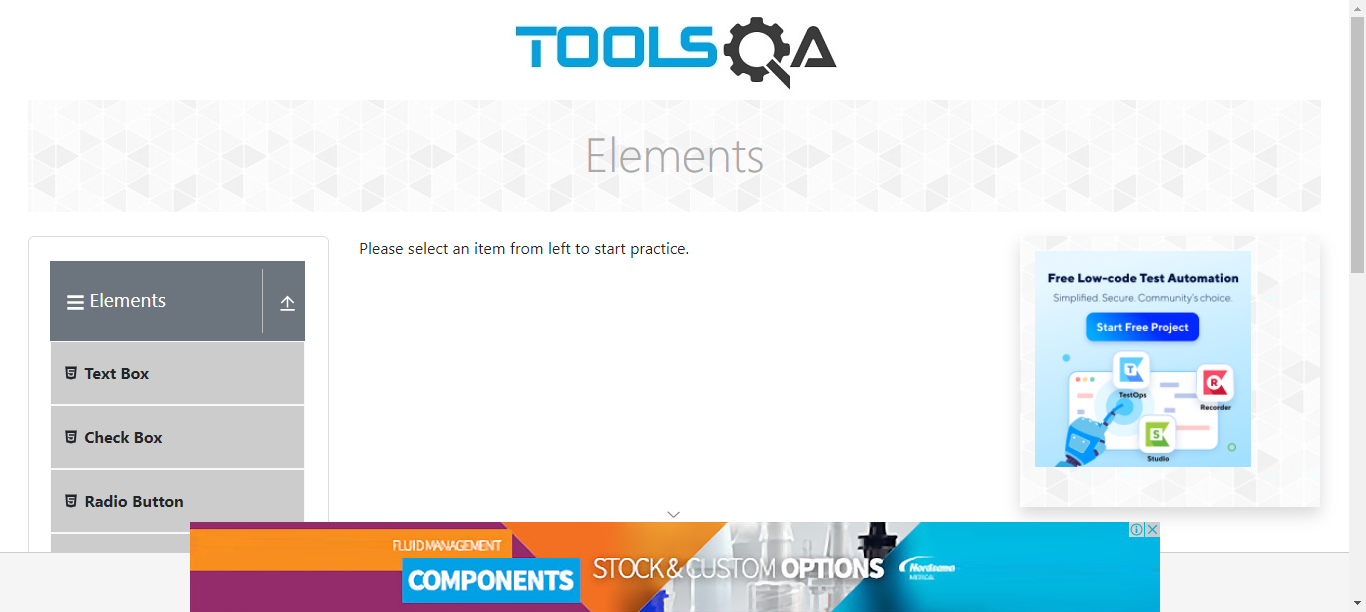 TOOLSQA
Elements
Elements
Text Box
Check Box
Radio Button
Please select an item from left to start practice.
Free Low-code Test Automation
Simplified. Secure. Community's choice.
Start Free Project
T
TestOps
R
Recorder
S
Studio
FLUID MANAGEMENT
COMPONENTS
STOCK & CUSTOM OPTIONS
Nordson
MEDICAL